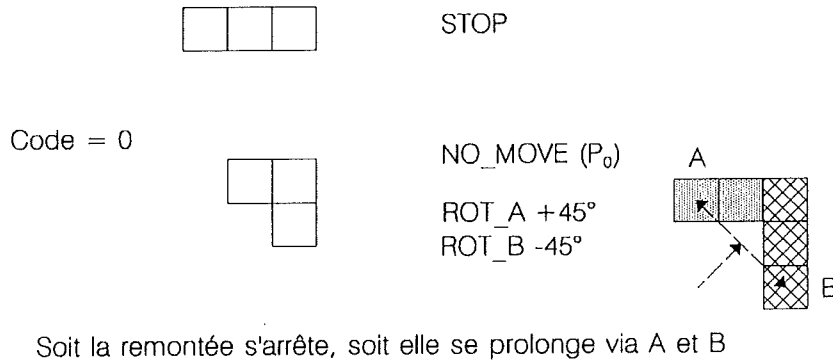 STOP
Code = 0
NO_MOVE (P₀)
A
ROT_A +45°
ROT_B -45°
B
Soit la remontée s'arrête, soit elle se prolonge via A et B